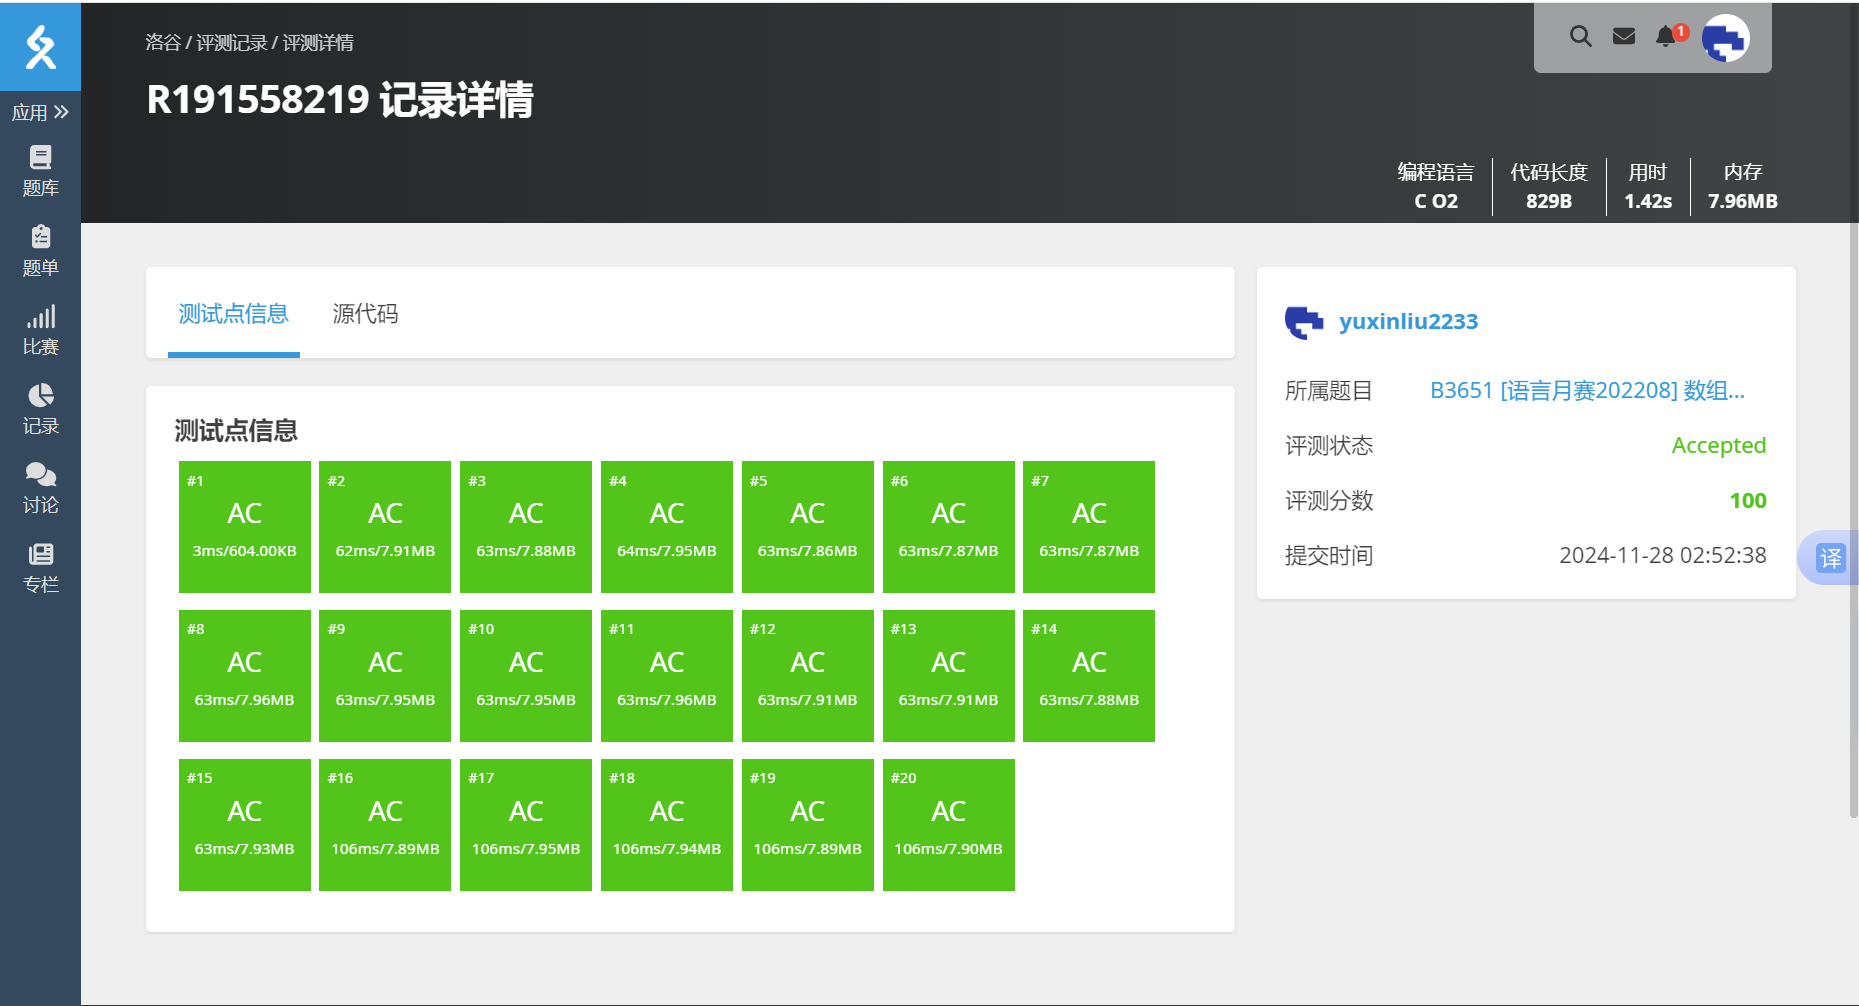 洛谷 / 评测记录 / 评测详情
1
R191558219 记录详情
编程语言
C O2
代码长度
829B
用时
1.42s
内存
7.96MB
应用
题库
题单
比赛
记录
讨论
专栏
测试点信息
源代码
测试点信息
#1
AC
3ms/604.00KB
#2
AC
62ms/7.91MB
#3
AC
63ms/7.88MB
#4
AC
64ms/7.95MB
#5
AC
63ms/7.86MB
#6
AC
63ms/7.87MB
#7
AC
63ms/7.87MB
#8
AC
63ms/7.96MB
#9
AC
63ms/7.95MB
#10
AC
63ms/7.95MB
#11
AC
63ms/7.96MB
#12
AC
63ms/7.91MB
#13
AC
63ms/7.91MB
#14
AC
63ms/7.88MB
#15
AC
63ms/7.93MB
#16
AC
106ms/7.89MB
#17
AC
106ms/7.95MB
#18
AC
106ms/7.94MB
#19
AC
106ms/7.89MB
#20
AC
106ms/7.90MB
yuxinliu2233
所属题目 B3651 [语言月赛202208] 数组...
评测状态 Accepted
评测分数 100
提交时间 2024-11-28 02:52:38
译